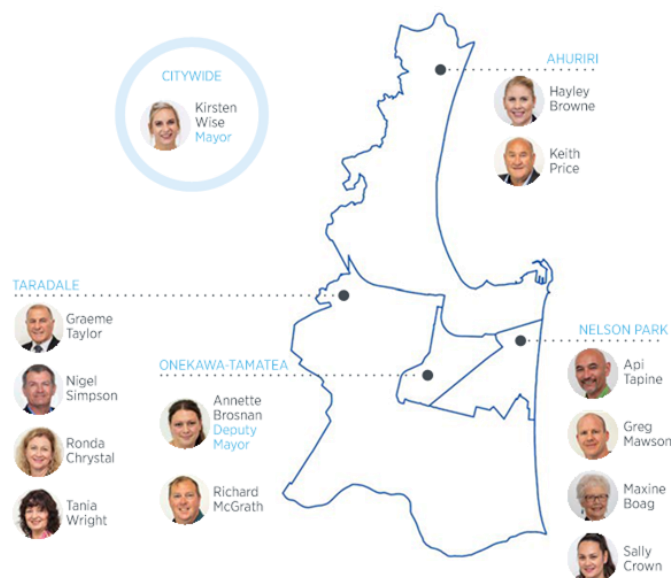 CITYWIDE
Kirsten
Wise
Mayor
AHURIRI
Hayley
Browne
Keith
Price
TARADALE
Graeme
Taylor
Nigel
Simpson
Ronda
Chrystal
Tania
Wright
ONEKAWA-TAMATEA
Annette
Brosnan
Deputy
Mayor
Richard
McGrath
NELSON PARK
Api
Tapine
Greg
Mawson
Maxine
Boag
Sally
Crown